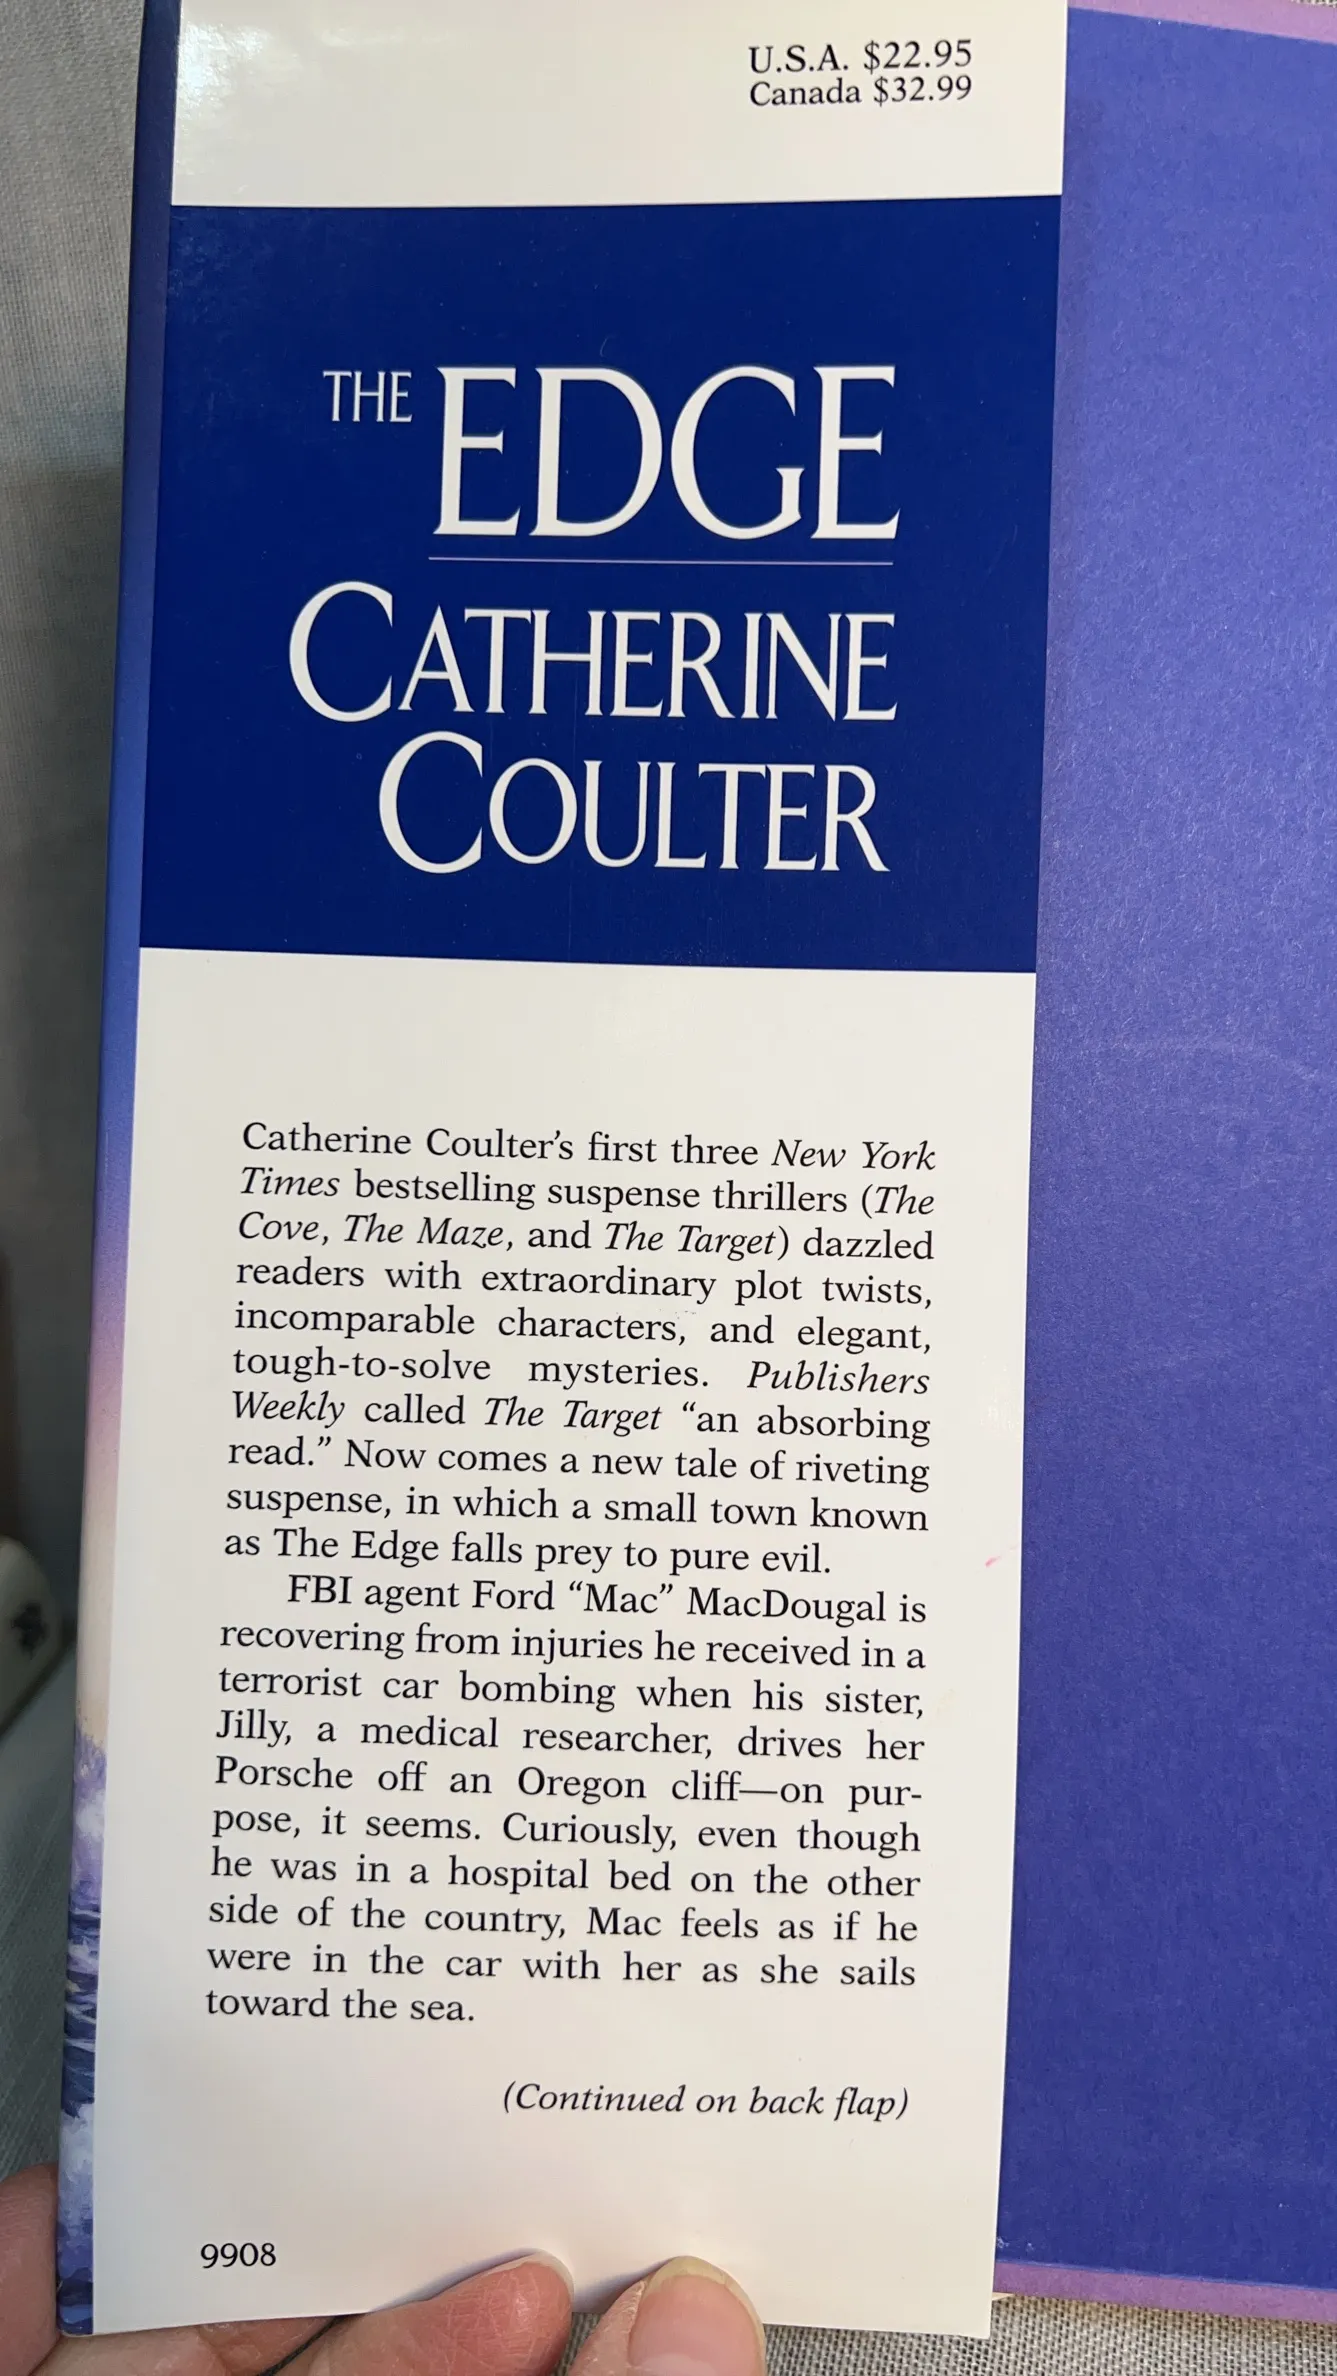 U.S.A. $22.95
Canada $32.99
THE EDGE
CATHERINE
COULTER
Catherine Coulter’s first three New York
Times bestselling suspense thrillers (The
Cove, The Maze, and The Target) dazzled
readers with extraordinary plot twists,
incomparable characters, and elegant,
tough-to-solve mysteries. Publishers
Weekly called The Target “an absorbing
read.” Now comes a new tale of riveting
suspense, in which a small town known
as The Edge falls prey to pure evil.
FBI agent Ford “Mac” MacDougal is
recovering from injuries he received in a
terrorist car bombing when his sister,
Jilly, a medical researcher, drives her
Porsche off an Oregon cliff—on pur-
pose, it seems. Curiously, even though
he was in a hospital bed on the other
side of the country, Mac feels as if he
were in the car with her as she sails
toward the sea.
(Continued on back flap)
9908